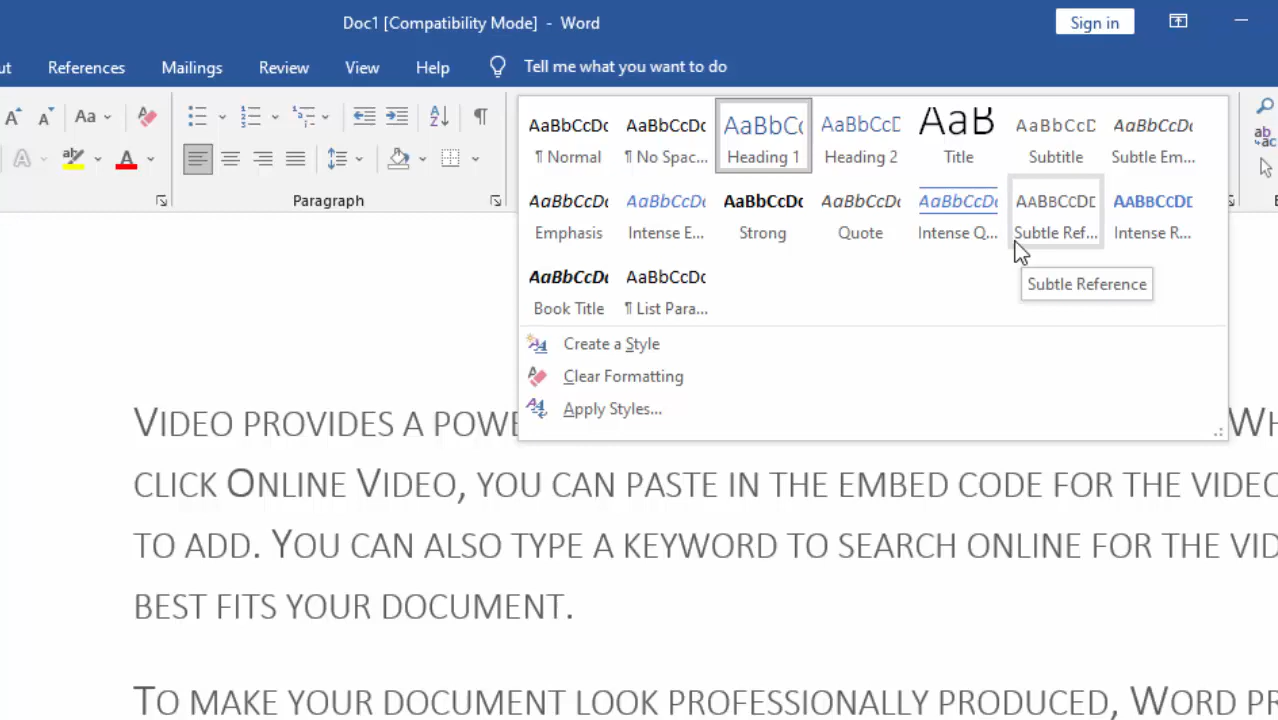 Doc1 [Compatibility Mode] - Word
Sign in
References Mailings Review View Help Tell me what you want to do
Aa
A
A
Paragraph
AaBbCcDc AaBbCcDc AaBbCc AaBbCcD AaB AaBbCcD AaBbCcDc
¶ Normal ¶ No Spac... Heading 1 Heading 2 Title Subtitle Subtle Em...
AaBbCcDc AaBbCcDc AaBbCcDc AaBbCcDc AaBbCcDc AABBCCDE AABBCCDE
Emphasis Intense E... Strong Quote Intense Q... Subtle Ref... Intense R...
AaBbCcDc AaBbCcDc
Book Title ¶ List Para...
Subtle Reference
Create a Style
Clear Formatting
Apply Styles...
VIDEO PROVIDES A
CLICK ONLINE VIDEO, YOU CAN PASTE IN THE EMBED CODE FOR THE VIDEO
TO ADD. YOU CAN ALSO TYPE A KEYWORD TO SEARCH ONLINE FOR THE VID
BEST FITS YOUR DOCUMENT.
TO MAKE YOUR DOCUMENT LOOK PROFESSIONALLY PRODUCED, WORD PR